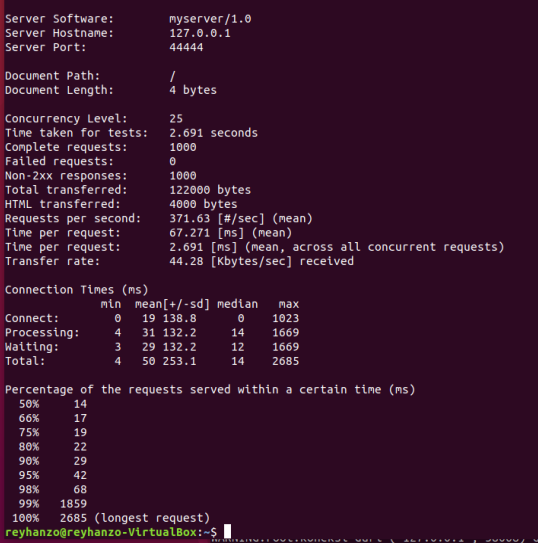 Server Software: myserver/1.0
Server Hostname: 127.0.0.1
Server Port: 44444
Document Path: /
Document Length: 4 bytes
Concurrency Level: 25
Time taken for tests: 2.691 seconds
Complete requests: 1000
Failed requests: 0
Non-2xx responses: 1000
Total transferred: 122000 bytes
HTML transferred: 4000 bytes
Requests per second: 371.63 [#/sec] (mean)
Time per request: 67.271 [ms] (mean)
Time per request: 2.691 [ms] (mean, across all concurrent requests)
Transfer rate: 44.28 [Kbytes/sec] received
Connection Times (ms)
min mean[+/-sd] median max
Connect: 0 19 138.8 0 1023
Processing: 4 31 132.2 14 1669
Waiting: 3 29 132.2 12 1669
Total: 4 50 253.1 14 2685
Percentage of the requests served within a certain time (ms)
50% 14
66% 17
75% 19
80% 22
90% 29
95% 42
98% 68
99% 1859
100% 2685 (longest request)
reyhanzo@reyhanzo-VirtualBox:~$